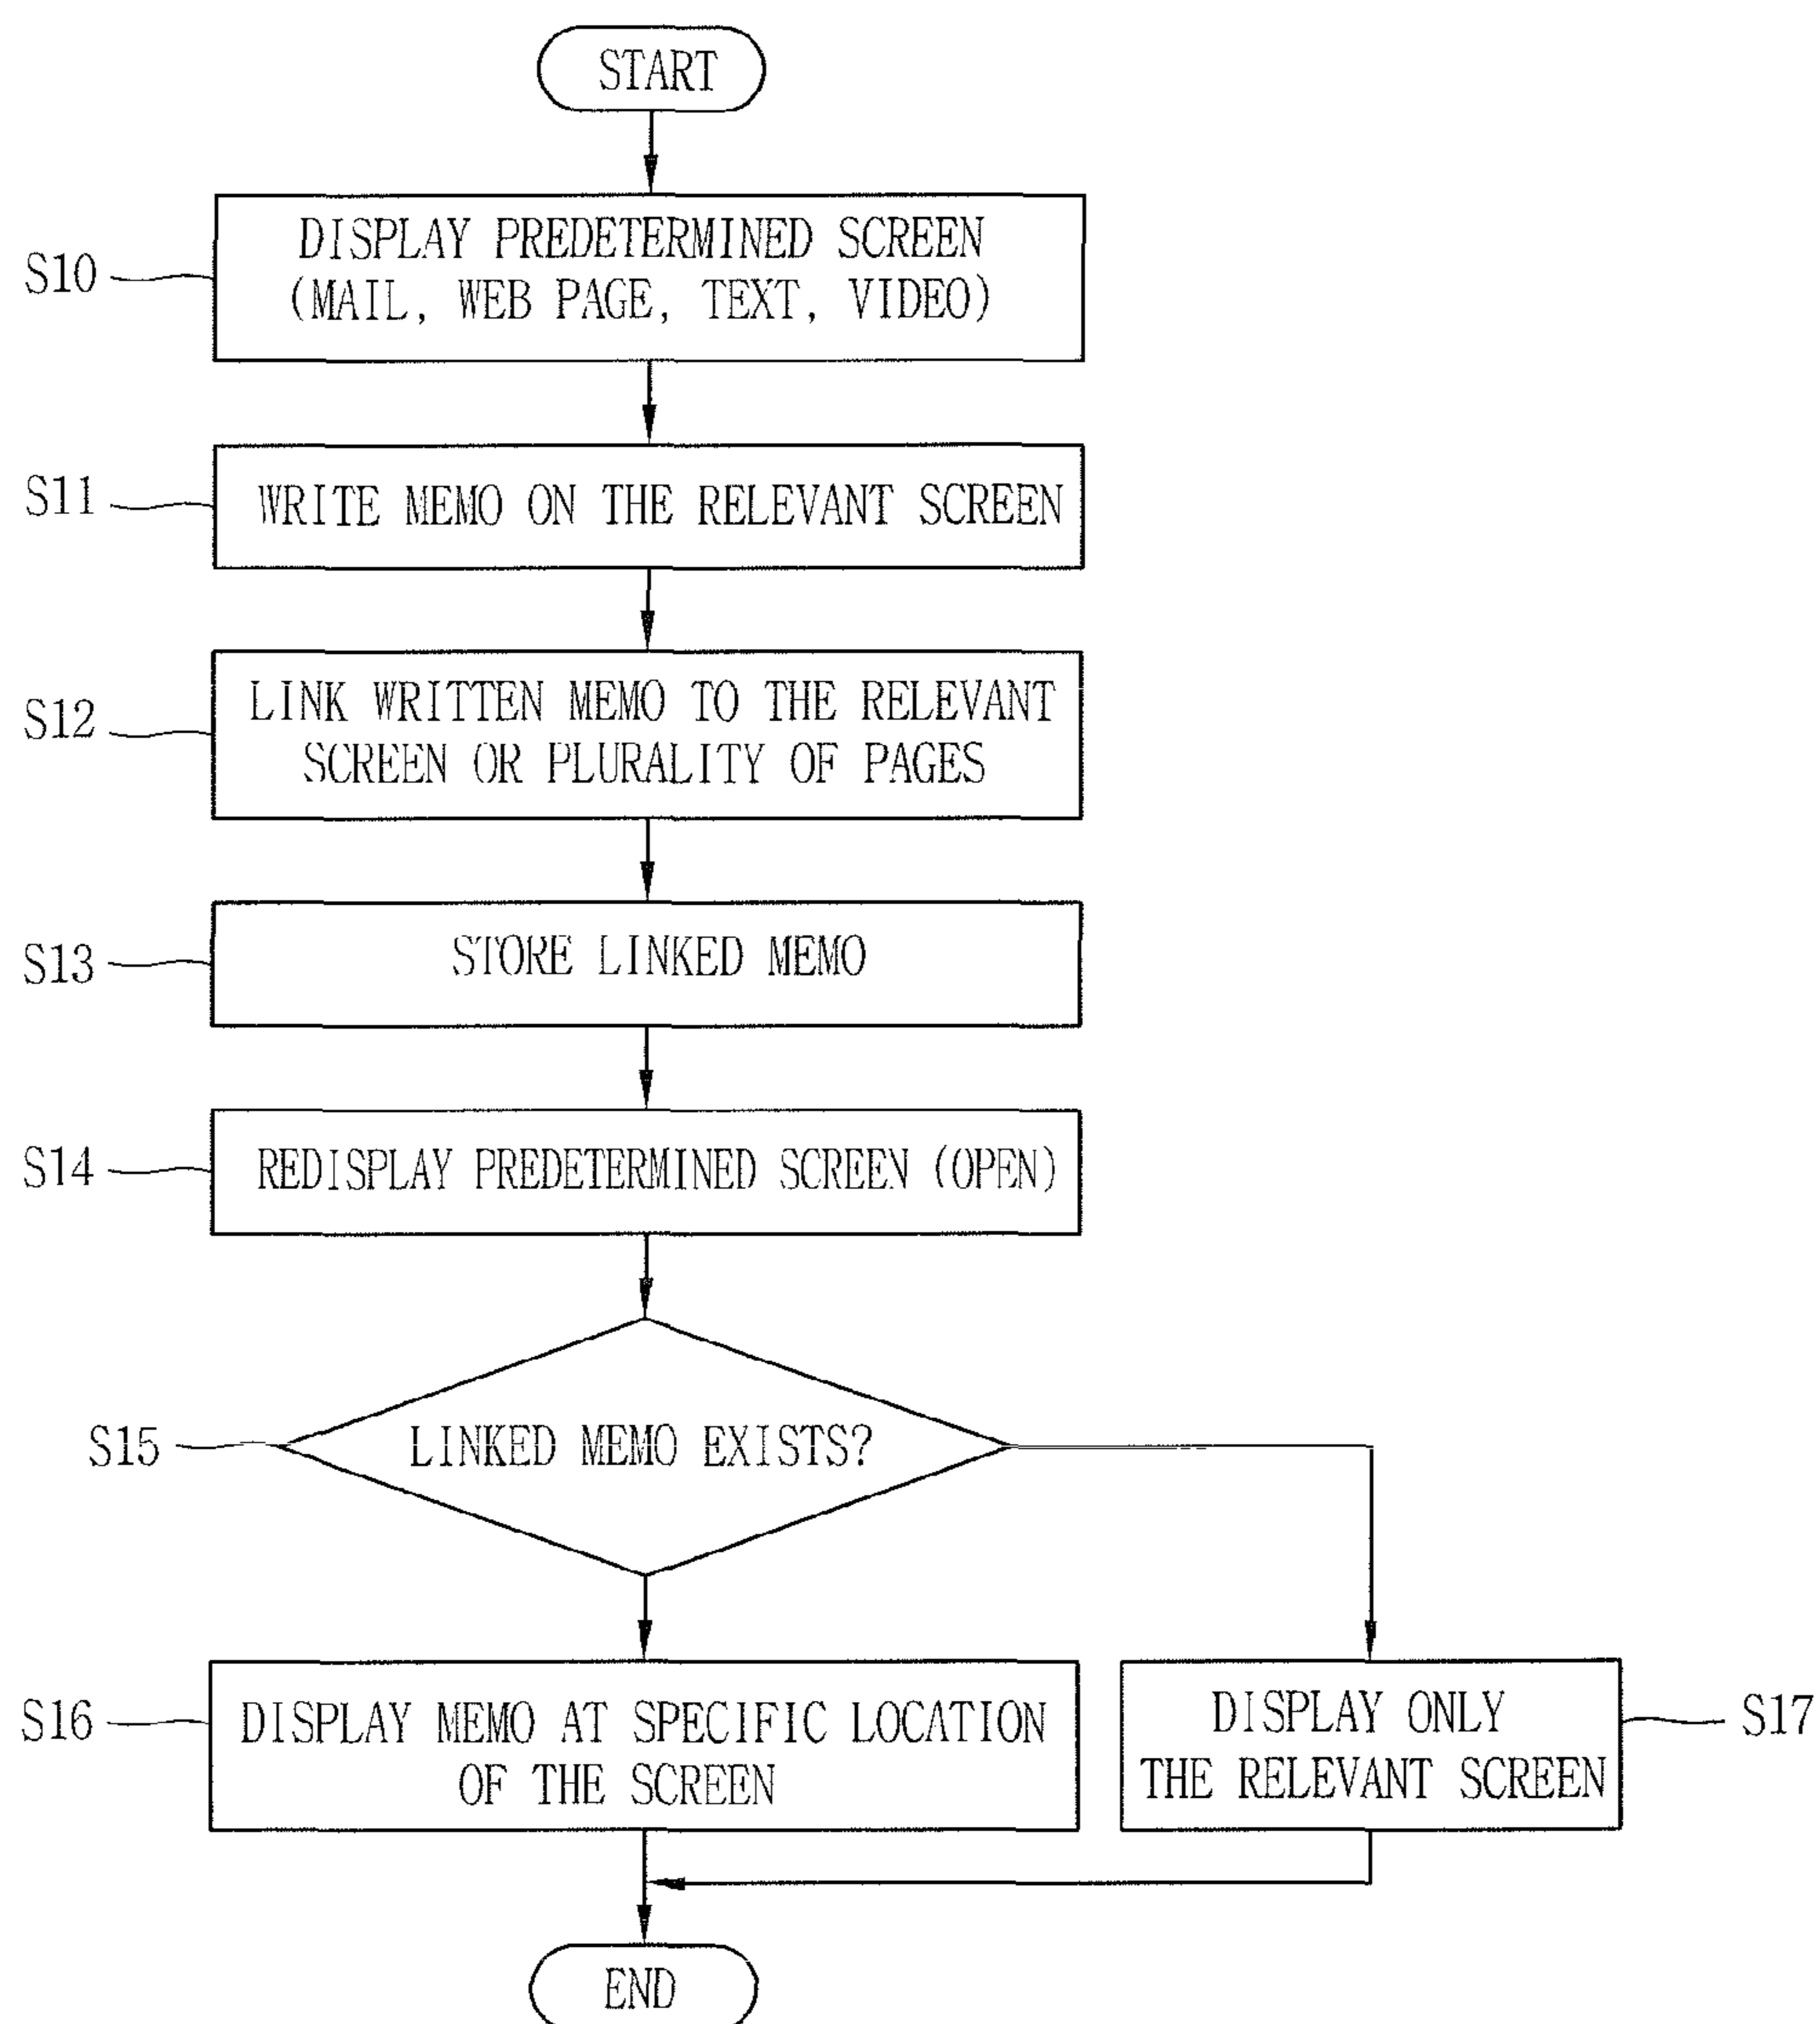 START
S10
DISPLAY PREDETERMINED SCREEN
(MAIL, WEB PAGE, TEXT, VIDEO)
S11
WRITE MEMO ON THE RELEVANT SCREEN
S12
LINK WRITTEN MEMO TO THE RELEVANT
SCREEN OR PLURALITY OF PAGES
S13
STORE LINKED MEMO
S14
REDISPLAY PREDETERMINED SCREEN (OPEN)
S15
LINKED MEMO EXISTS?
S16
DISPLAY MEMO AT SPECIFIC LOCATION
OF THE SCREEN
DISPLAY ONLY
THE RELEVANT SCREEN
S17
END